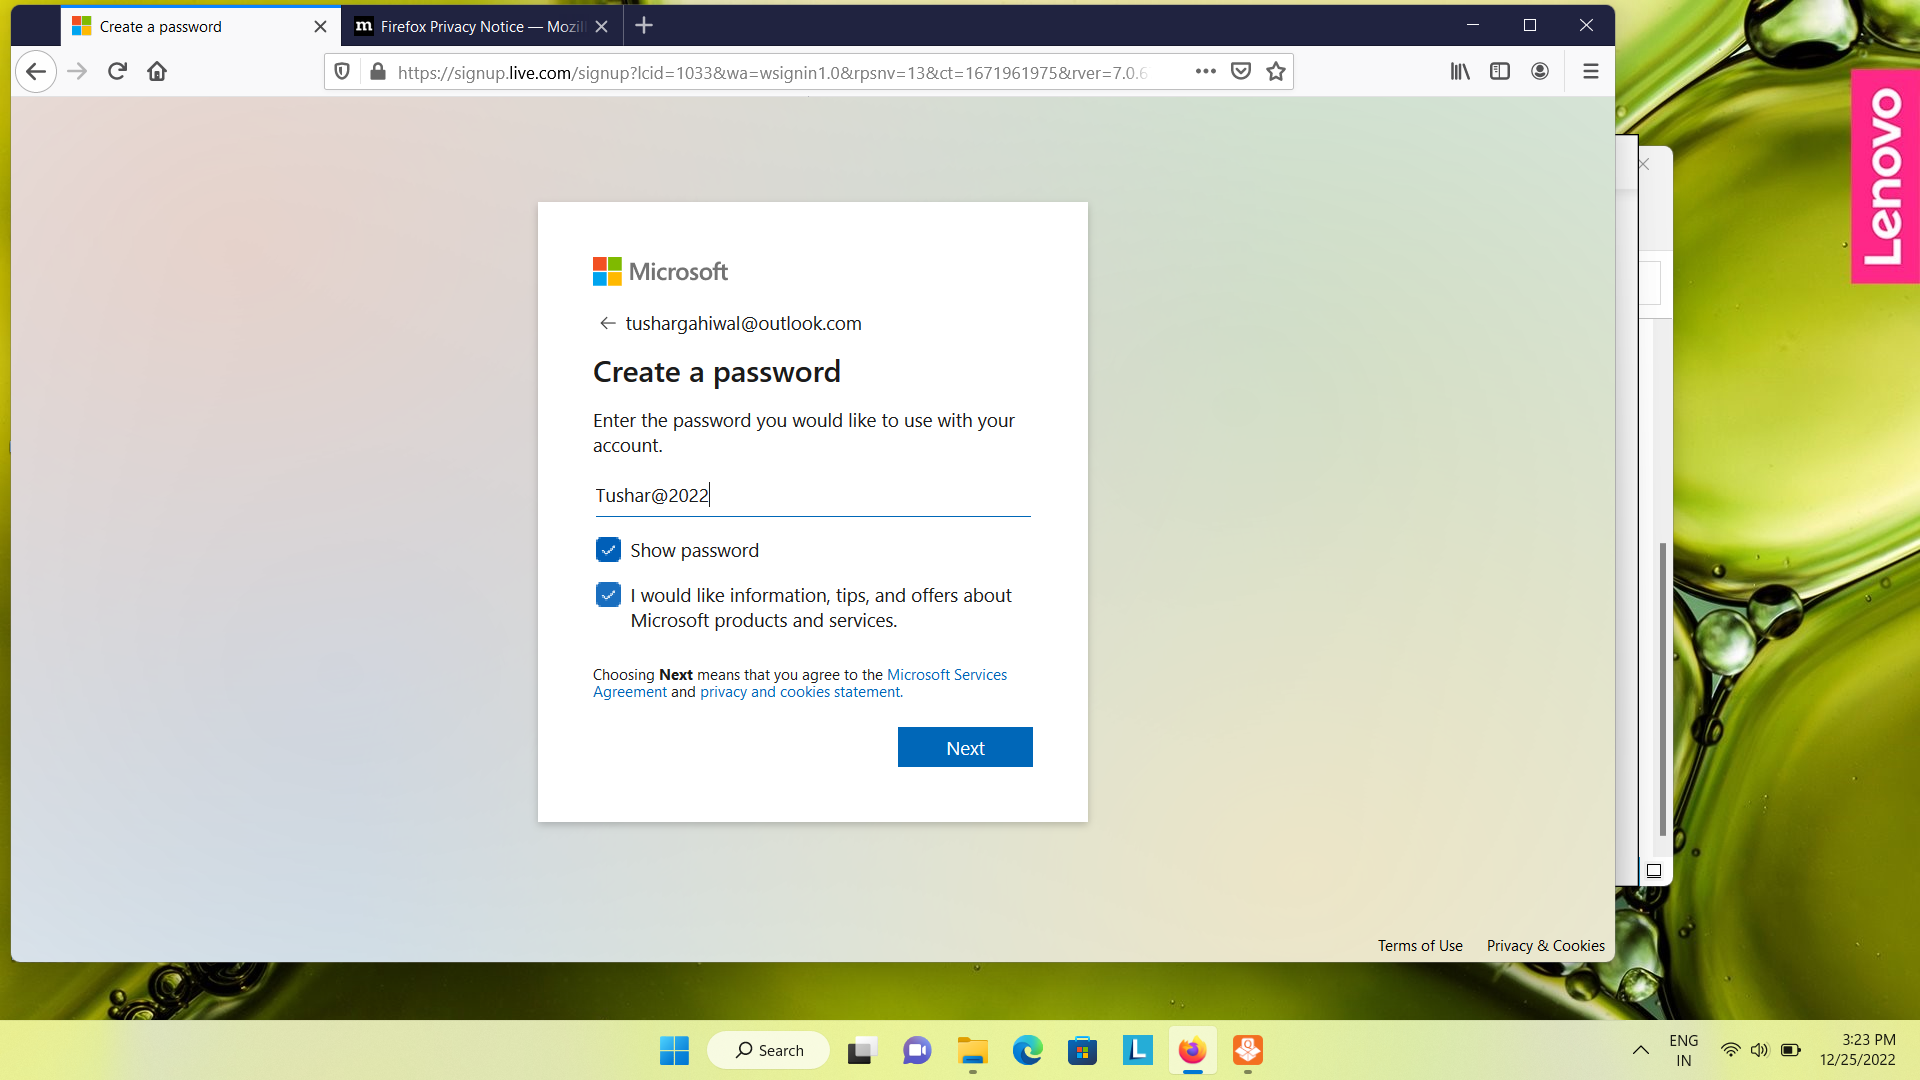 Create a password
m Firefox Privacy Notice — Mozil
https://signup.live.com/signup?lcid=1033&wa=wsignin1.0&rpsnv=13&ct=1671961975&rver=7.0.6
Lenovo
Microsoft
tushargahiwal@outlook.com
Create a password
Enter the password you would like to use with your
account.
Tushar@2022
Show password
I would like information, tips, and offers about
Microsoft products and services.
Choosing Next means that you agree to the Microsoft Services
Agreement and privacy and cookies statement.
Next
Terms of Use Privacy & Cookies
Search
L
ENG
IN
3:23 PM
12/25/2022